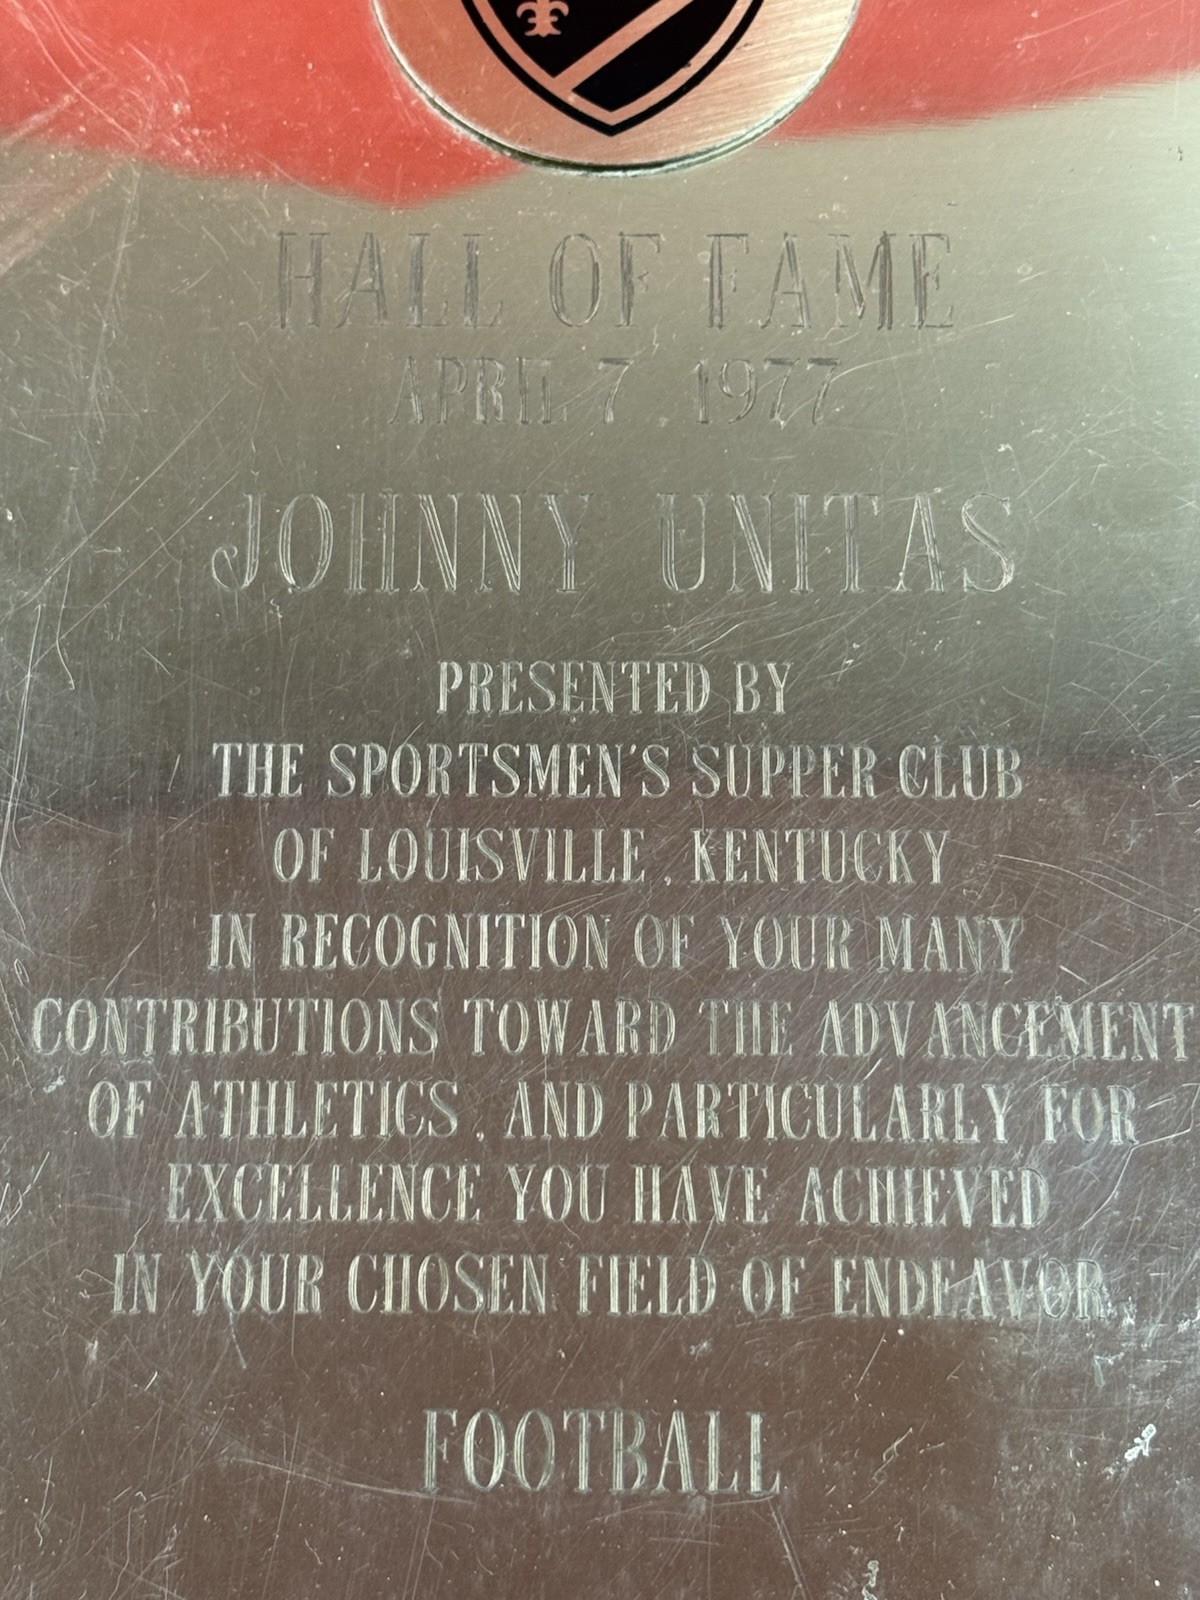 HALL OF FAME
APRIL 7 1977
JOHNNY UNITAS
PRESENTED BY
THE SPORTSMEN'S SUPPER CLUB
OF LOUISVILLE, KENTUCKY
IN RECOGNITION OF YOUR MANY
CONTRIBUTIONS TOWARD THE ADVANCEMENT
OF ATHLETICS, AND PARTICULARLY FOR
EXCELLENCE YOU HAVE ACHIEVED
IN YOUR CHOSEN FIELD OF ENDEAVOR.
FOOTBALL